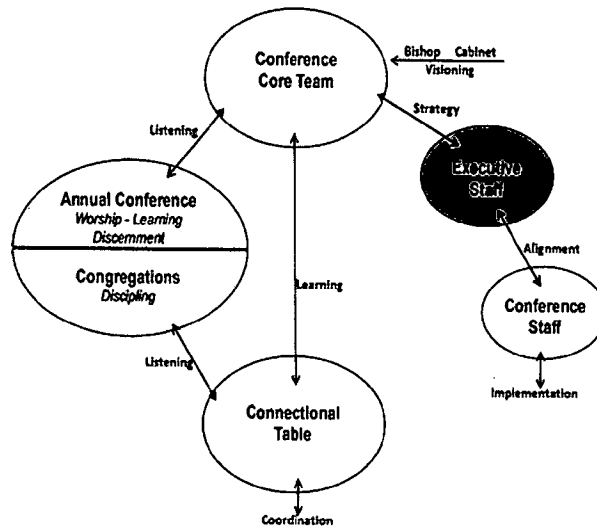 Conference
Core Team
Bishop Cabinet
Visioning
Strategy
Listening
Executive
Staff
Annual Conference
Worship - Learning
Discernment
Congregations
Discipling
Alignment
Learning
Conference
Staff
Listening
Implementation
Connectional
Table
Coordination